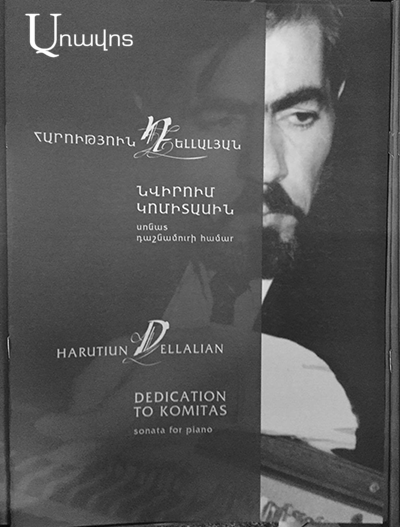 Առավոտ
ՀԱՐՈՒԹՅՈՒՆ ԴԵԼԼԱԼՅԱՆ
ՆՎԻՐՈՒՄ
ԿՈՄԻՏԱՍԻՆ
սոնատ
դաշնամուրի համար
HARUTIUN DELLALIAN
DEDICATION
TO KOMITAS
sonata for piano